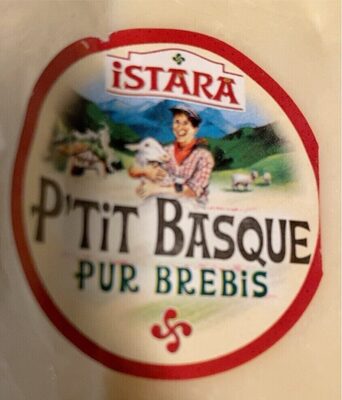 iSTARA
P'TiT BASQUE
PUR BREBiS